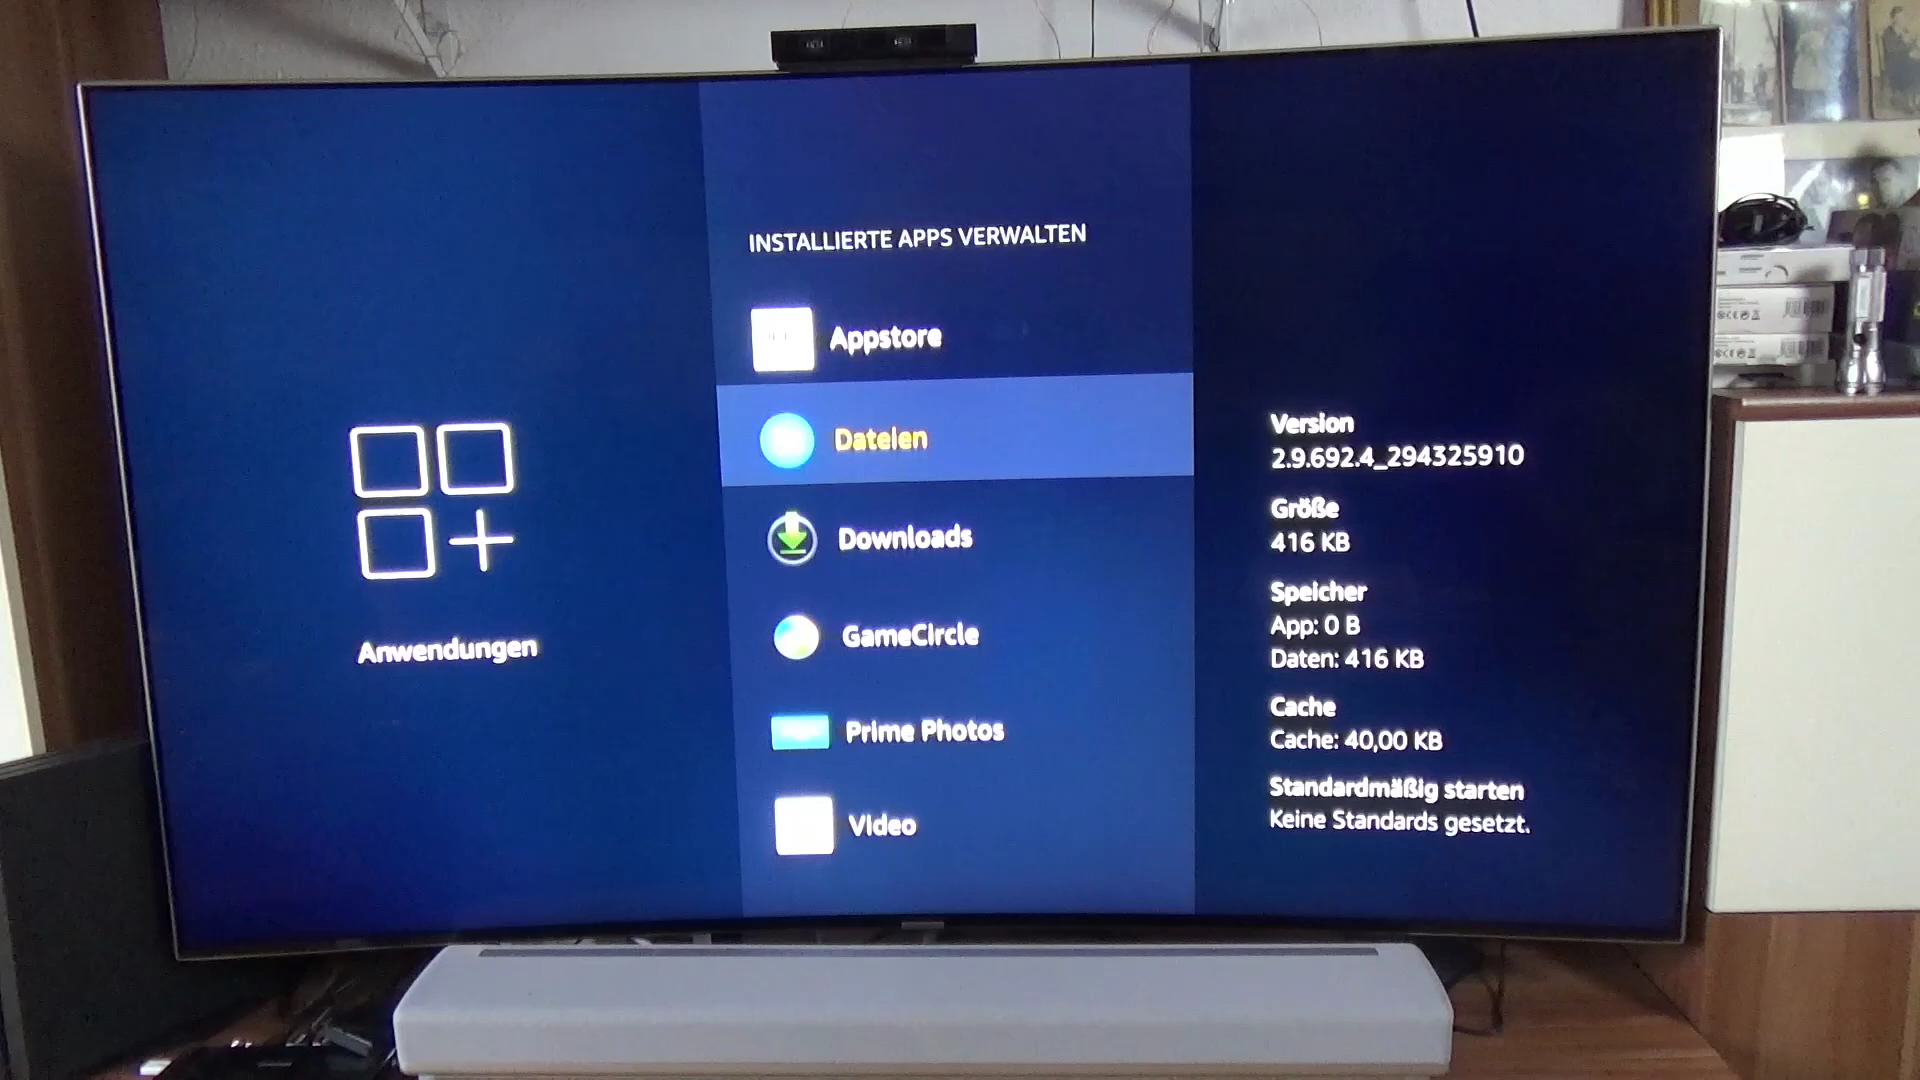 INSTALLIERTE APPS VERWALTEN
Appstore
Dateien
Downloads
GameCircle
Prime Photos
Video
Anwendungen
Version
2.9.692.4_294325910
Größe
416 KB
Speicher
App: 0 B
Daten: 416 KB
Cache
Cache: 40,00 KB
Standardmäßig starten
Keine Standards gesetzt.